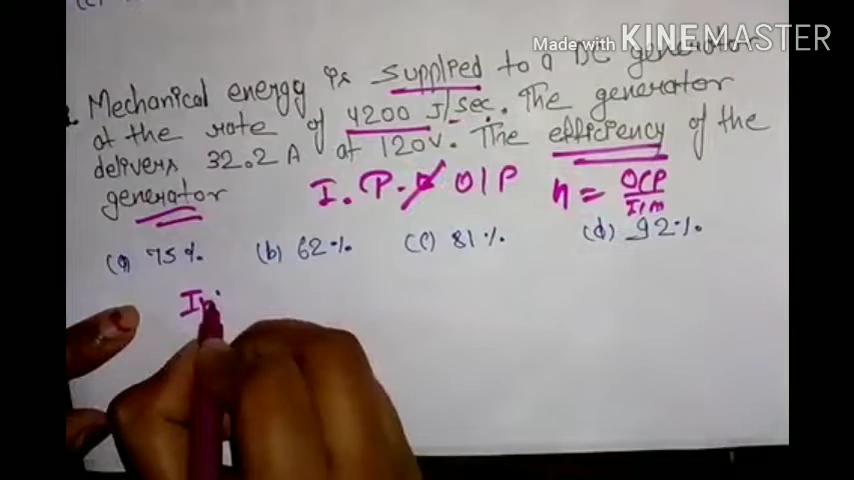 Made with KINEMASTER
Mechanical energy is supplied to a DC generator
at the rate of 4200 J/sec. The generator
delivers 32.2 A at 120V. The efficiency of the
generator
I.P. O/P η = O/P
(a) 75% (b) 62% (c) 81% (d) 92%